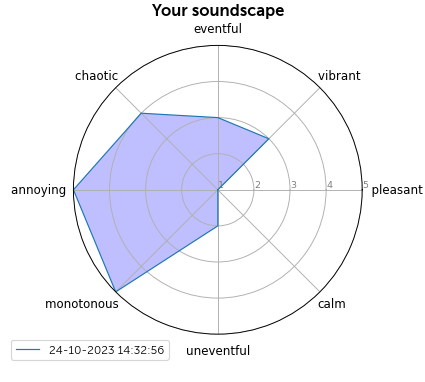 Your soundscape
eventful
chaotic
vibrant
annoying
1 2 3 4 5
pleasant
monotonous
calm
24-10-2023 14:32:56
uneventful